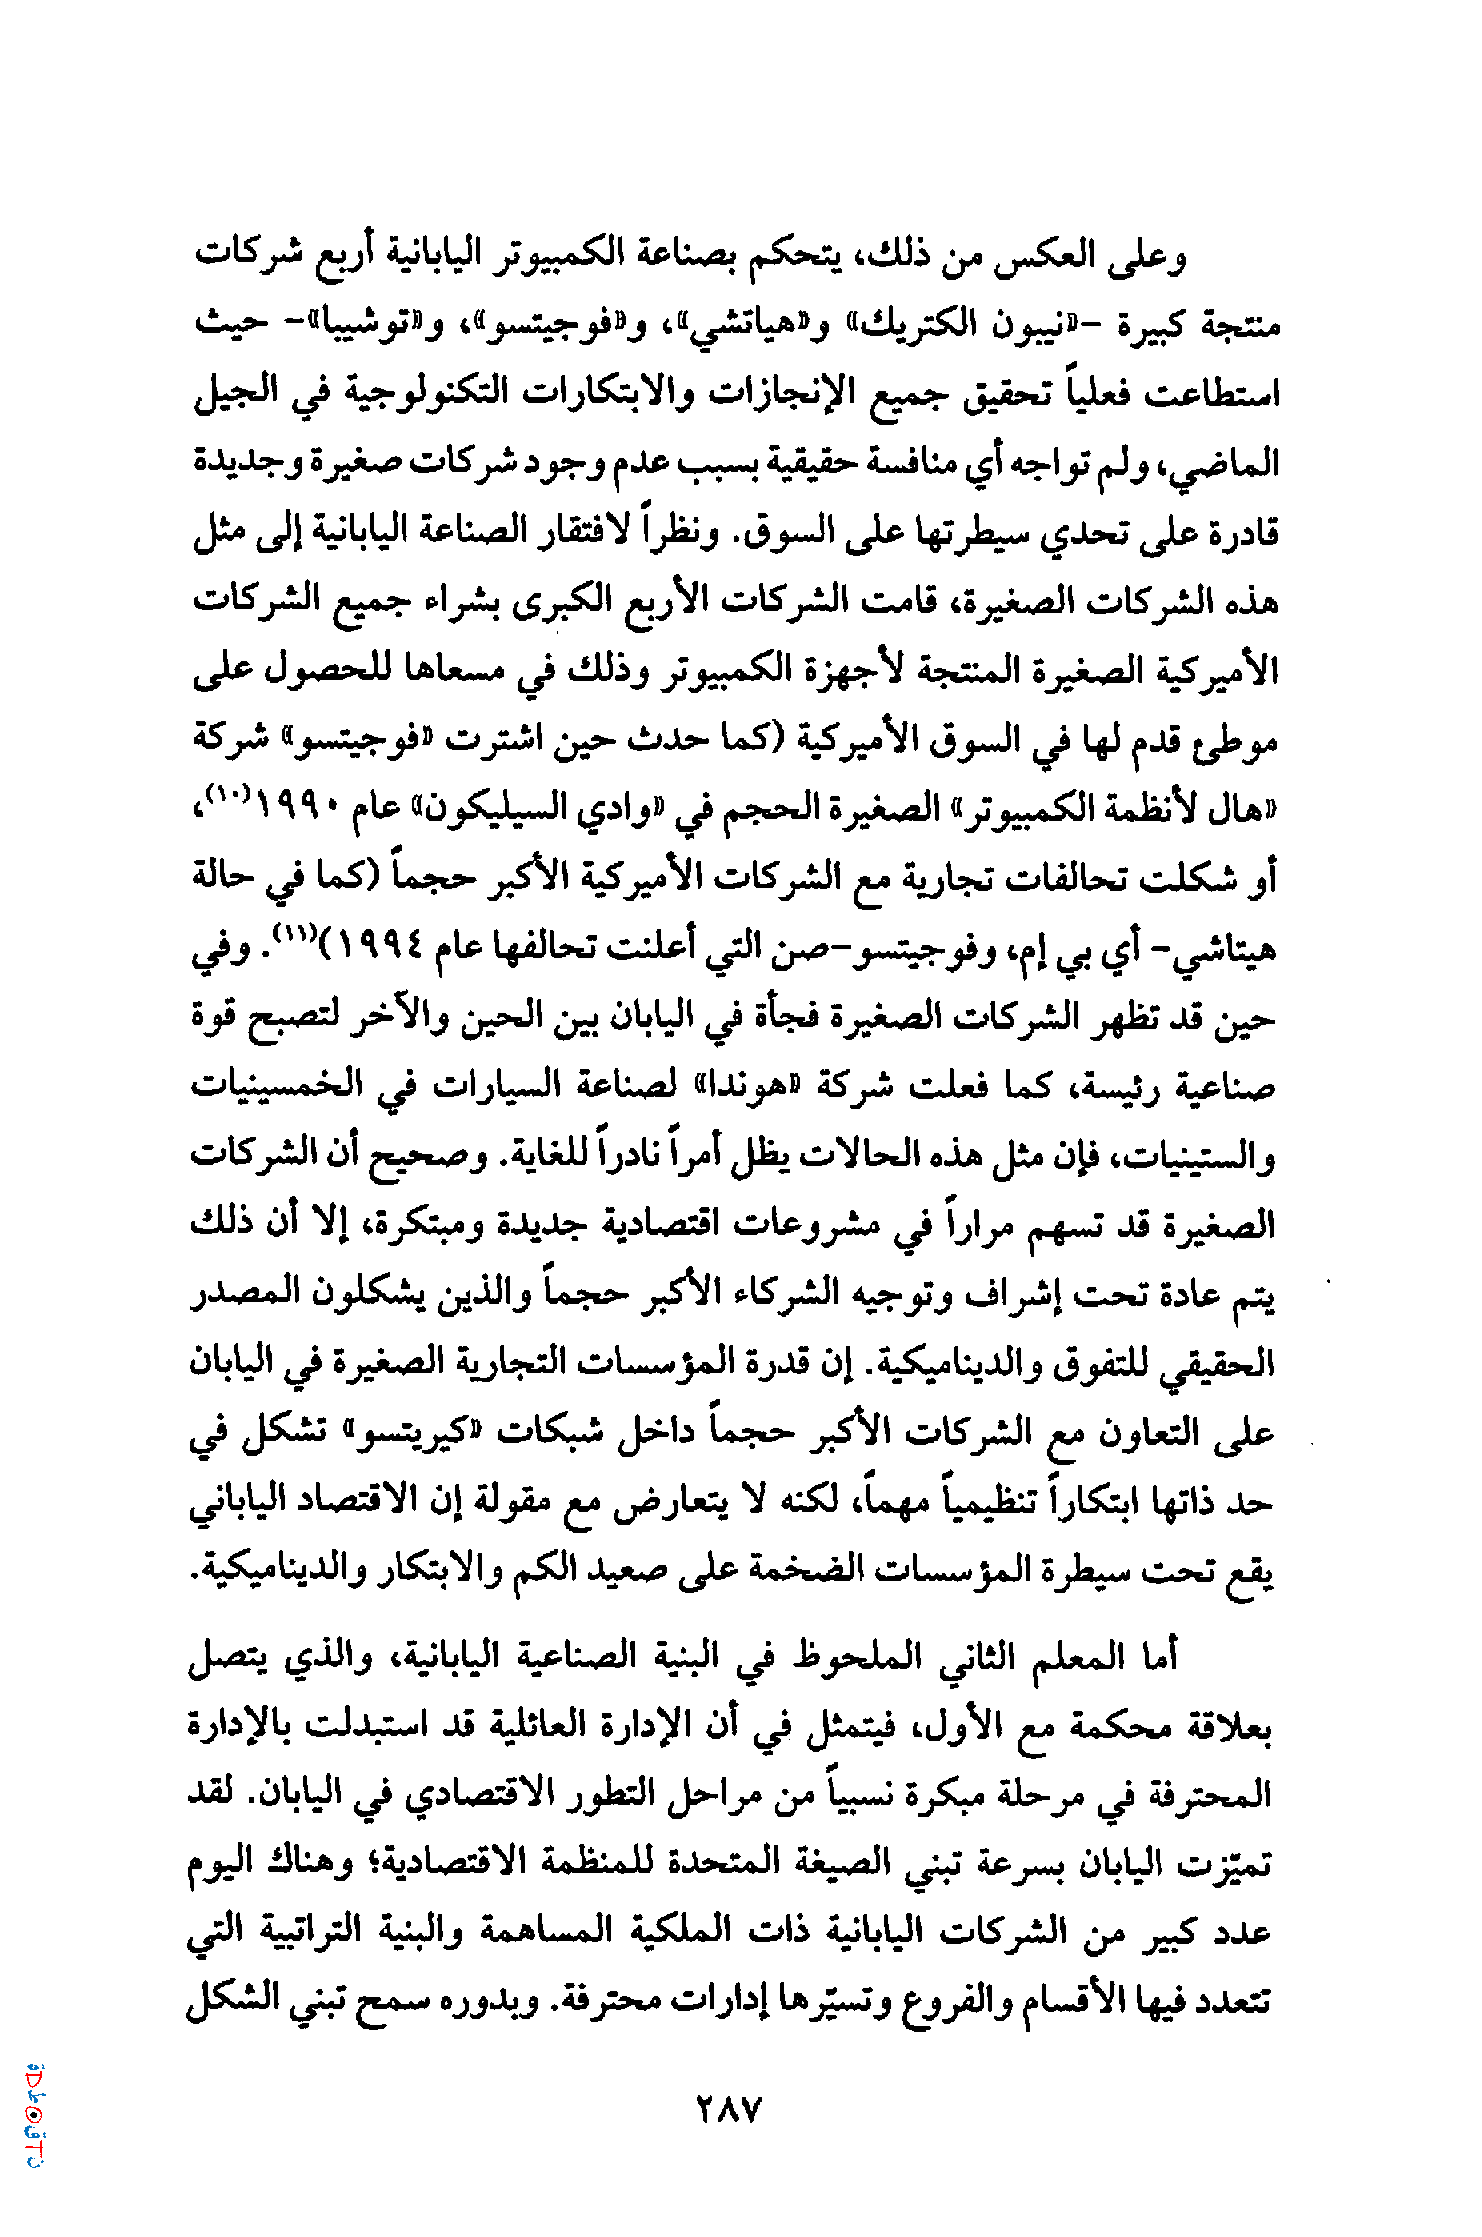 وعلى العكس من ذلك، يتحكم بصناعة الكمبيوتر اليابانية أربع شركات
منتجة كبيرة -«نيبون الكتريك» و«هياتشي»، و«فوجيتسو»، و«توشيبا»- حيث
استطاعت فعلياً تحقيق جميع الإنجازات والابتكارات التكنولوجية في الجيل
الماضي، ولم تواجه أي منافسة حقيقية بسبب عدم وجود شركات صغيرة وجديدة
قادرة على تحدي سيطرتها على السوق. ونظراً لافتقار الصناعة اليابانية إلى مثل
هذه الشركات الصغيرة، قامت الشركات الأربع الكبرى بشراء جميع الشركات
الأميركية الصغيرة المنتجة لأجهزة الكمبيوتر وذلك في مسعاها للحصول على
موطئ قدم لها في السوق الأميركية (كما حدث حين اشترت «فوجيتسو» شركة
«هال لأنظمة الكمبيوتر» الصغيرة الحجم في «وادي السيليكون» عام ١٩٩٠(١٠)،
أو شكلت تحالفات تجارية مع الشركات الأميركية الأكبر حجماً (كما في حالة
هيتاشي- أي بي إم، وفوجيتسو-صن التي أعلنت تحالفها عام ١٩٩٤)(١١). وفي
حين قد تظهر الشركات الصغيرة فجأة في اليابان بين الحين والآخر لتصبح قوة
صناعية رئيسة، كما فعلت شركة «هوندا» لصناعة السيارات في الخمسينيات
والستينيات، فإن مثل هذه الحالات يظل أمراً نادراً للغاية. وصحيح أن الشركات
الصغيرة قد تسهم مراراً في مشروعات اقتصادية جديدة ومبتكرة، إلا أن ذلك
يتم عادة تحت إشراف وتوجيه الشركاء الأكبر حجماً والذين يشكلون المصدر
الحقيقي للتفوق والديناميكية. إن قدرة المؤسسات التجارية الصغيرة في اليابان
على التعاون مع الشركات الأكبر حجماً داخل شبكات «كيريتسو» تشكل في
حد ذاتها ابتكاراً تنظيمياً مهماً، لكنه لا يتعارض مع مقولة إن الاقتصاد الياباني
يقع تحت سيطرة المؤسسات الضخمة على صعيد الكم والابتكار والديناميكية.
أما المعلم الثاني الملحوظ في البنية الصناعية اليابانية، والذي يتصل
بعلاقة محكمة مع الأول، فيتمثل في أن الإدارة العائلية قد استبدلت بالإدارة
المحترفة في مرحلة مبكرة نسبياً من مراحل التطور الاقتصادي في اليابان. لقد
تميّزت اليابان بسرعة تبني الصيغة المتحدة للمنظمة الاقتصادية؛ وهناك اليوم
عدد كبير من الشركات اليابانية ذات الملكية المساهمة والبنية التراتبية التي
تتعدد فيها الأقسام والفروع وتسيّرها إدارات محترفة. وبدوره سمح تبني الشكل
٢٨٧